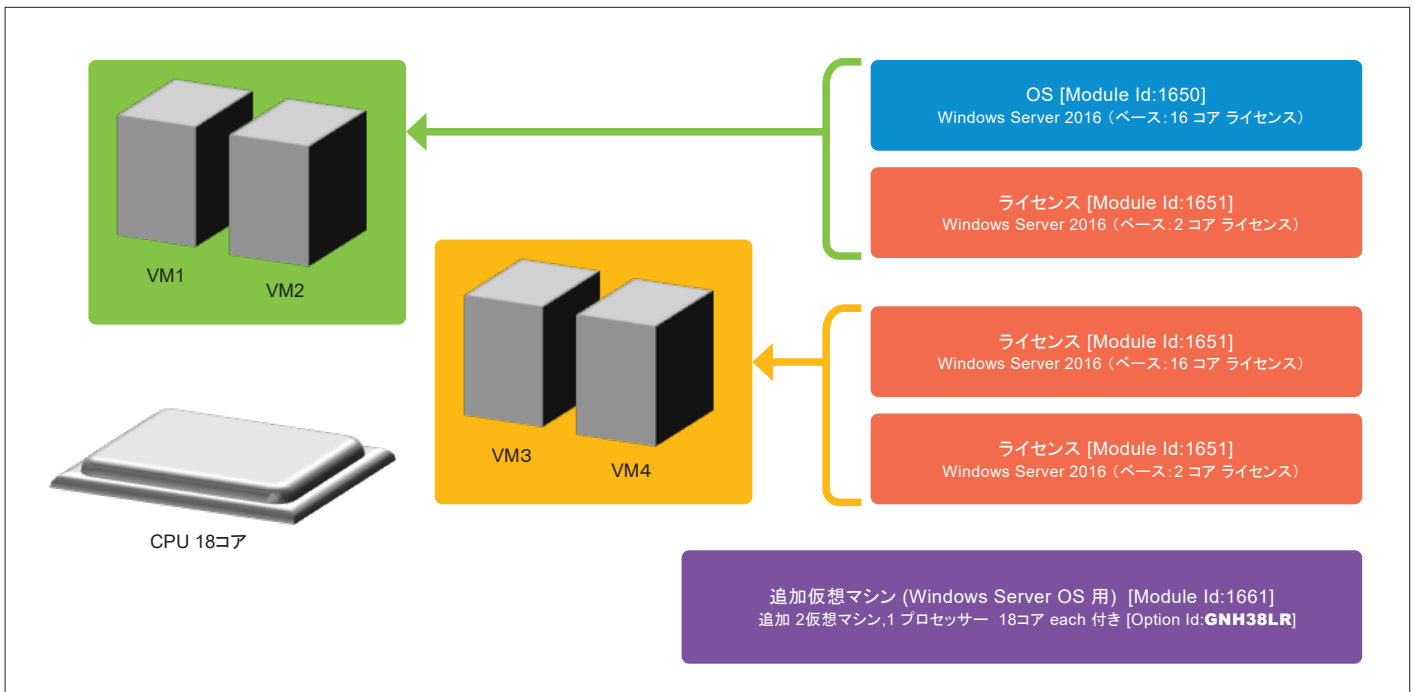 OS [Module Id:1650]
Windows Server 2016 (ベース:16 コア ライセンス)
ライセンス [Module Id:1651]
Windows Server 2016 (ベース:2 コア ライセンス)
VM1
VM2
ライセンス [Module Id:1651]
Windows Server 2016 (ベース:16 コア ライセンス)
ライセンス [Module Id:1651]
Windows Server 2016 (ベース:2 コア ライセンス)
VM3
VM4
CPU 18コア
追加仮想マシン (Windows Server OS 用) [Module Id:1661]
追加 2仮想マシン,1 プロセッサー 18コア each 付き [Option Id:GNH38LR]